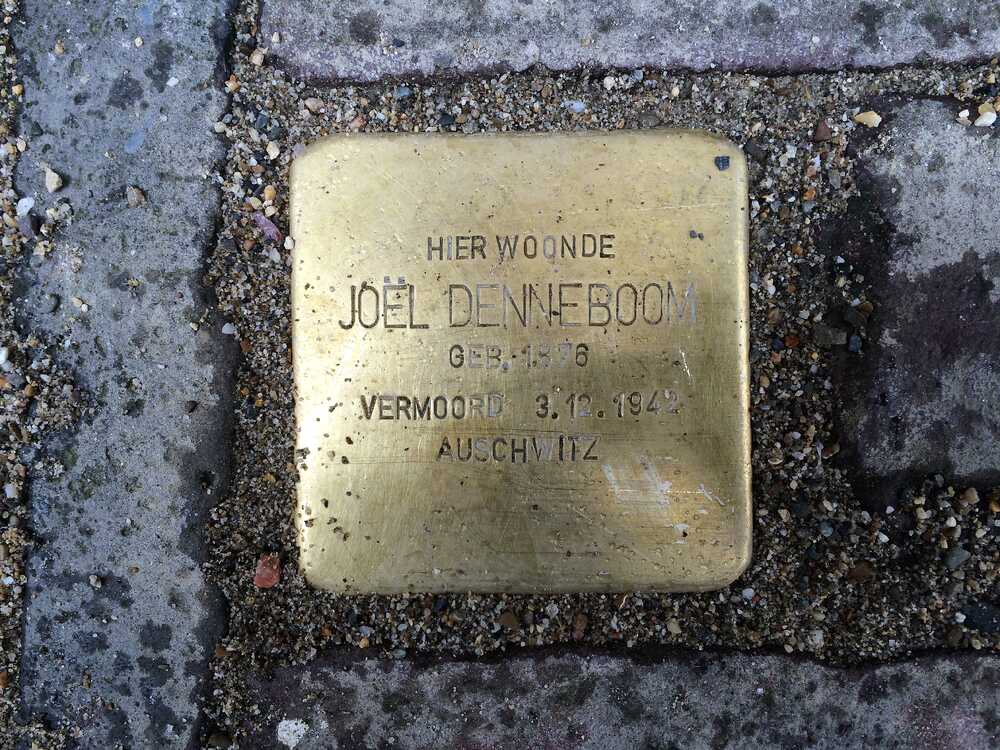 HIER WOONDE
JOËL DENNEBOOM
GEB. 1876
VERMOORD 3.12.1942
AUSCHWITZ